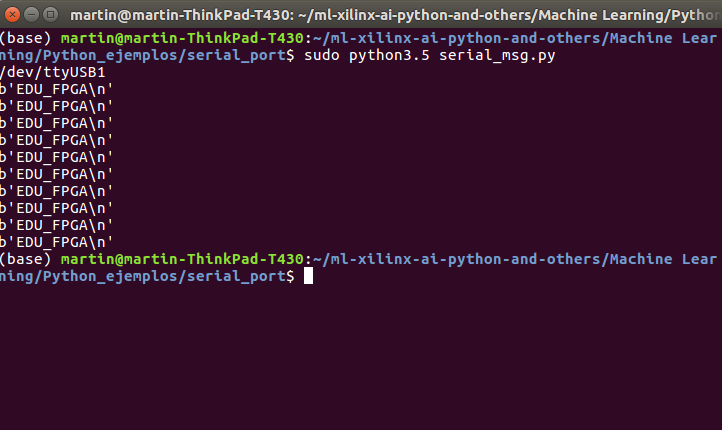 martin@martin-ThinkPad-T430: ~/ml-xilinx-ai-python-and-others/Machine Learning/Pytho
(base) martin@martin-ThinkPad-T430:~/ml-xilinx-ai-python-and-others/Machine Lear
ning/Python_ejemplos/serial_port$ sudo python3.5 serial_msg.py
/dev/ttyUSB1
b'EDU_FPGA\n'
b'EDU_FPGA\n'
b'EDU_FPGA\n'
b'EDU_FPGA\n'
b'EDU_FPGA\n'
b'EDU_FPGA\n'
b'EDU_FPGA\n'
b'EDU_FPGA\n'
b'EDU_FPGA\n'
b'EDU_FPGA\n'
(base) martin@martin-ThinkPad-T430:~/ml-xilinx-ai-python-and-others/Machine Lear
ning/Python_ejemplos/serial_port$